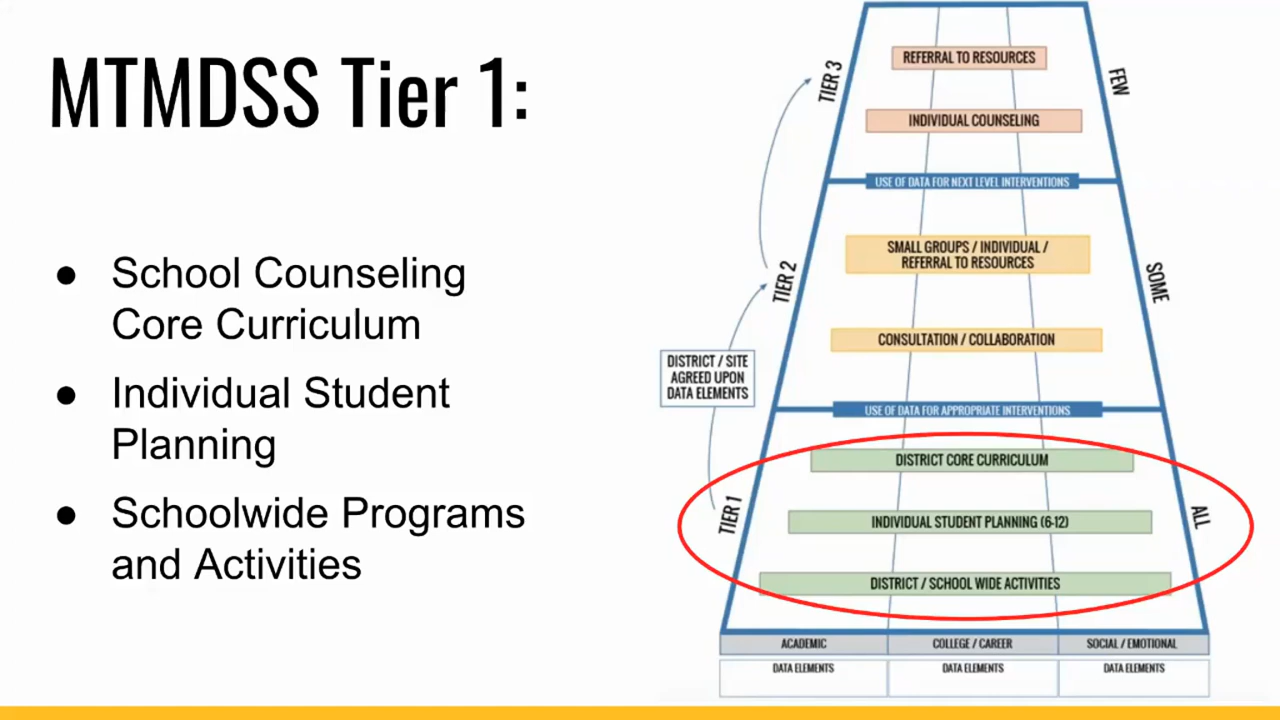 MTMDSS Tier 1:
● School Counseling
Core Curriculum
● Individual Student
Planning
● Schoolwide Programs
and Activities
TIER 3
REFERRAL TO RESOURCES
FEW
INDIVIDUAL COUNSELING
USE OF DATA FOR NEXT LEVEL INTERVENTIONS
TIER 2
SMALL GROUPS / INDIVIDUAL /
REFERRAL TO RESOURCES
SOME
CONSULTATION / COLLABORATION
DISTRICT / SITE
AGREED UPON
DATA ELEMENTS
USE OF DATA FOR APPROPRIATE INTERVENTIONS
DISTRICT CORE CURRICULUM
TIER 1
INDIVIDUAL STUDENT PLANNING (6-12)
ALL
DISTRICT / SCHOOL WIDE ACTIVITIES
ACADEMIC
COLLEGE / CAREER
SOCIAL / EMOTIONAL
DATA ELEMENTS
DATA ELEMENTS
DATA ELEMENTS